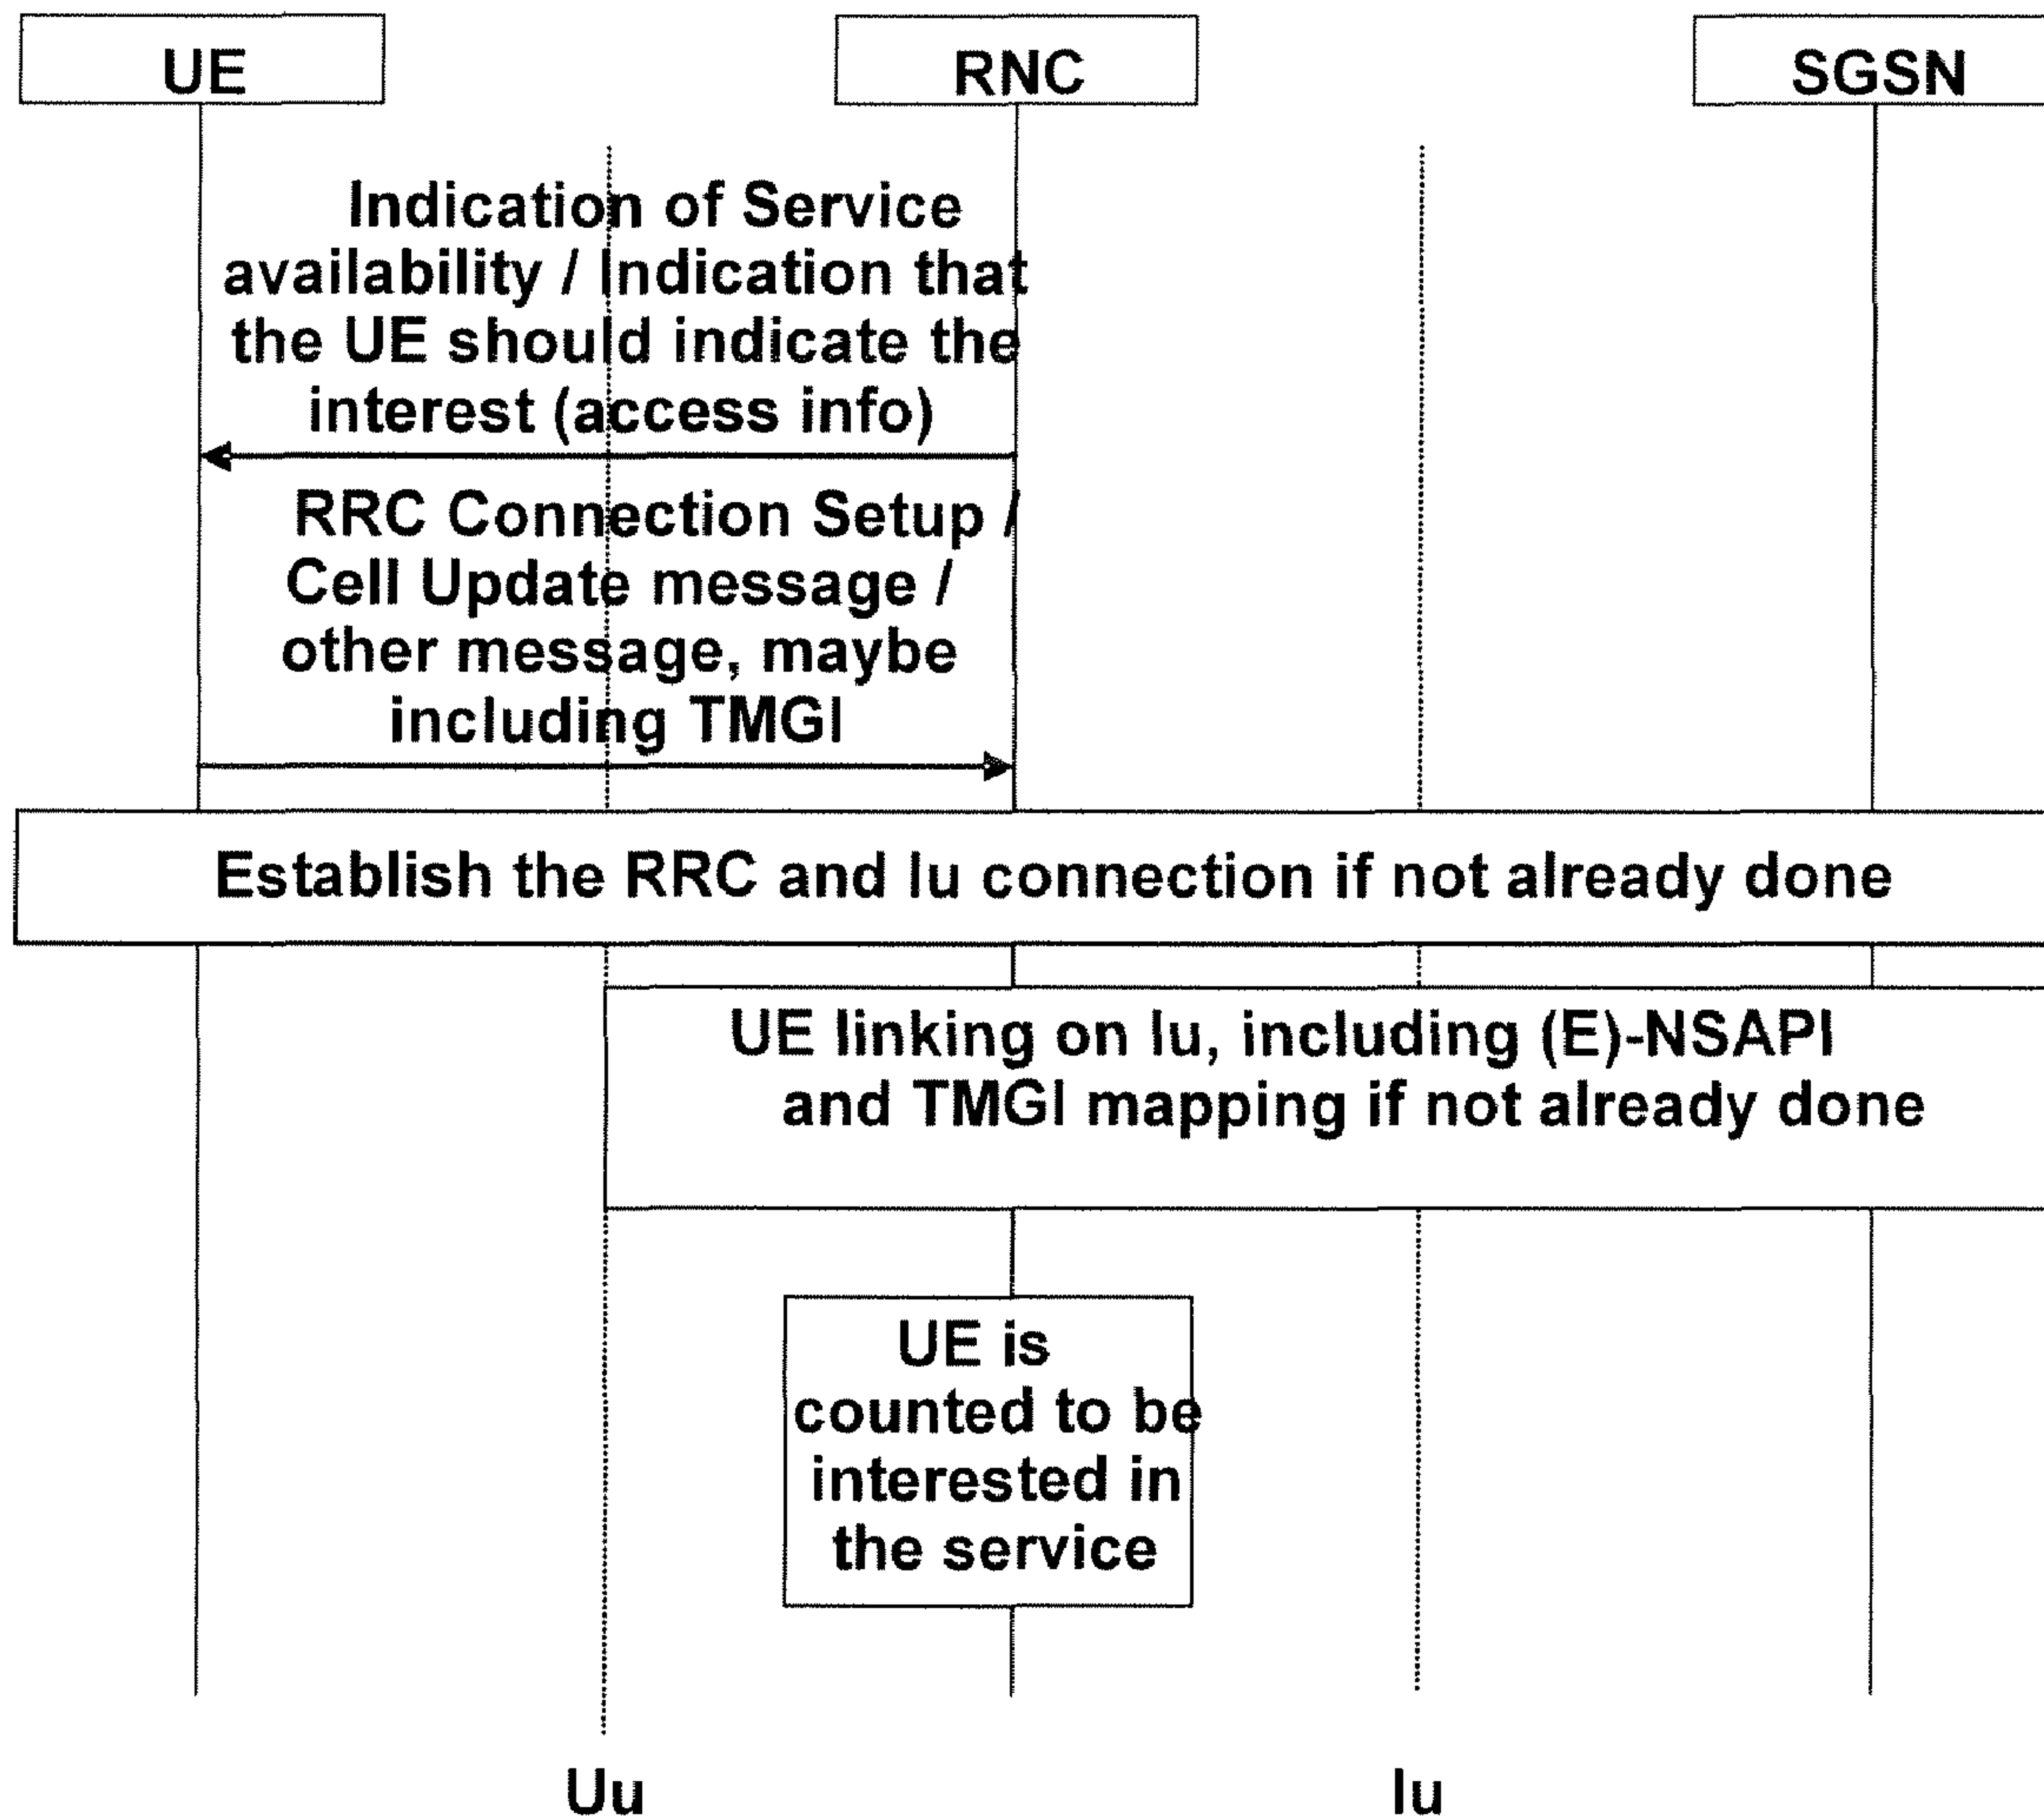 UE
RNC
SGSN
Indication of Service
availability / Indication that
the UE should indicate the
interest (access info)
RRC Connection Setup /
Cell Update message /
other message, maybe
including TMGI
Establish the RRC and Iu connection if not already done
UE linking on Iu, including (E)-NSAPI
and TMGI mapping if not already done
UE is
counted to be
interested in
the service
Uu
Iu